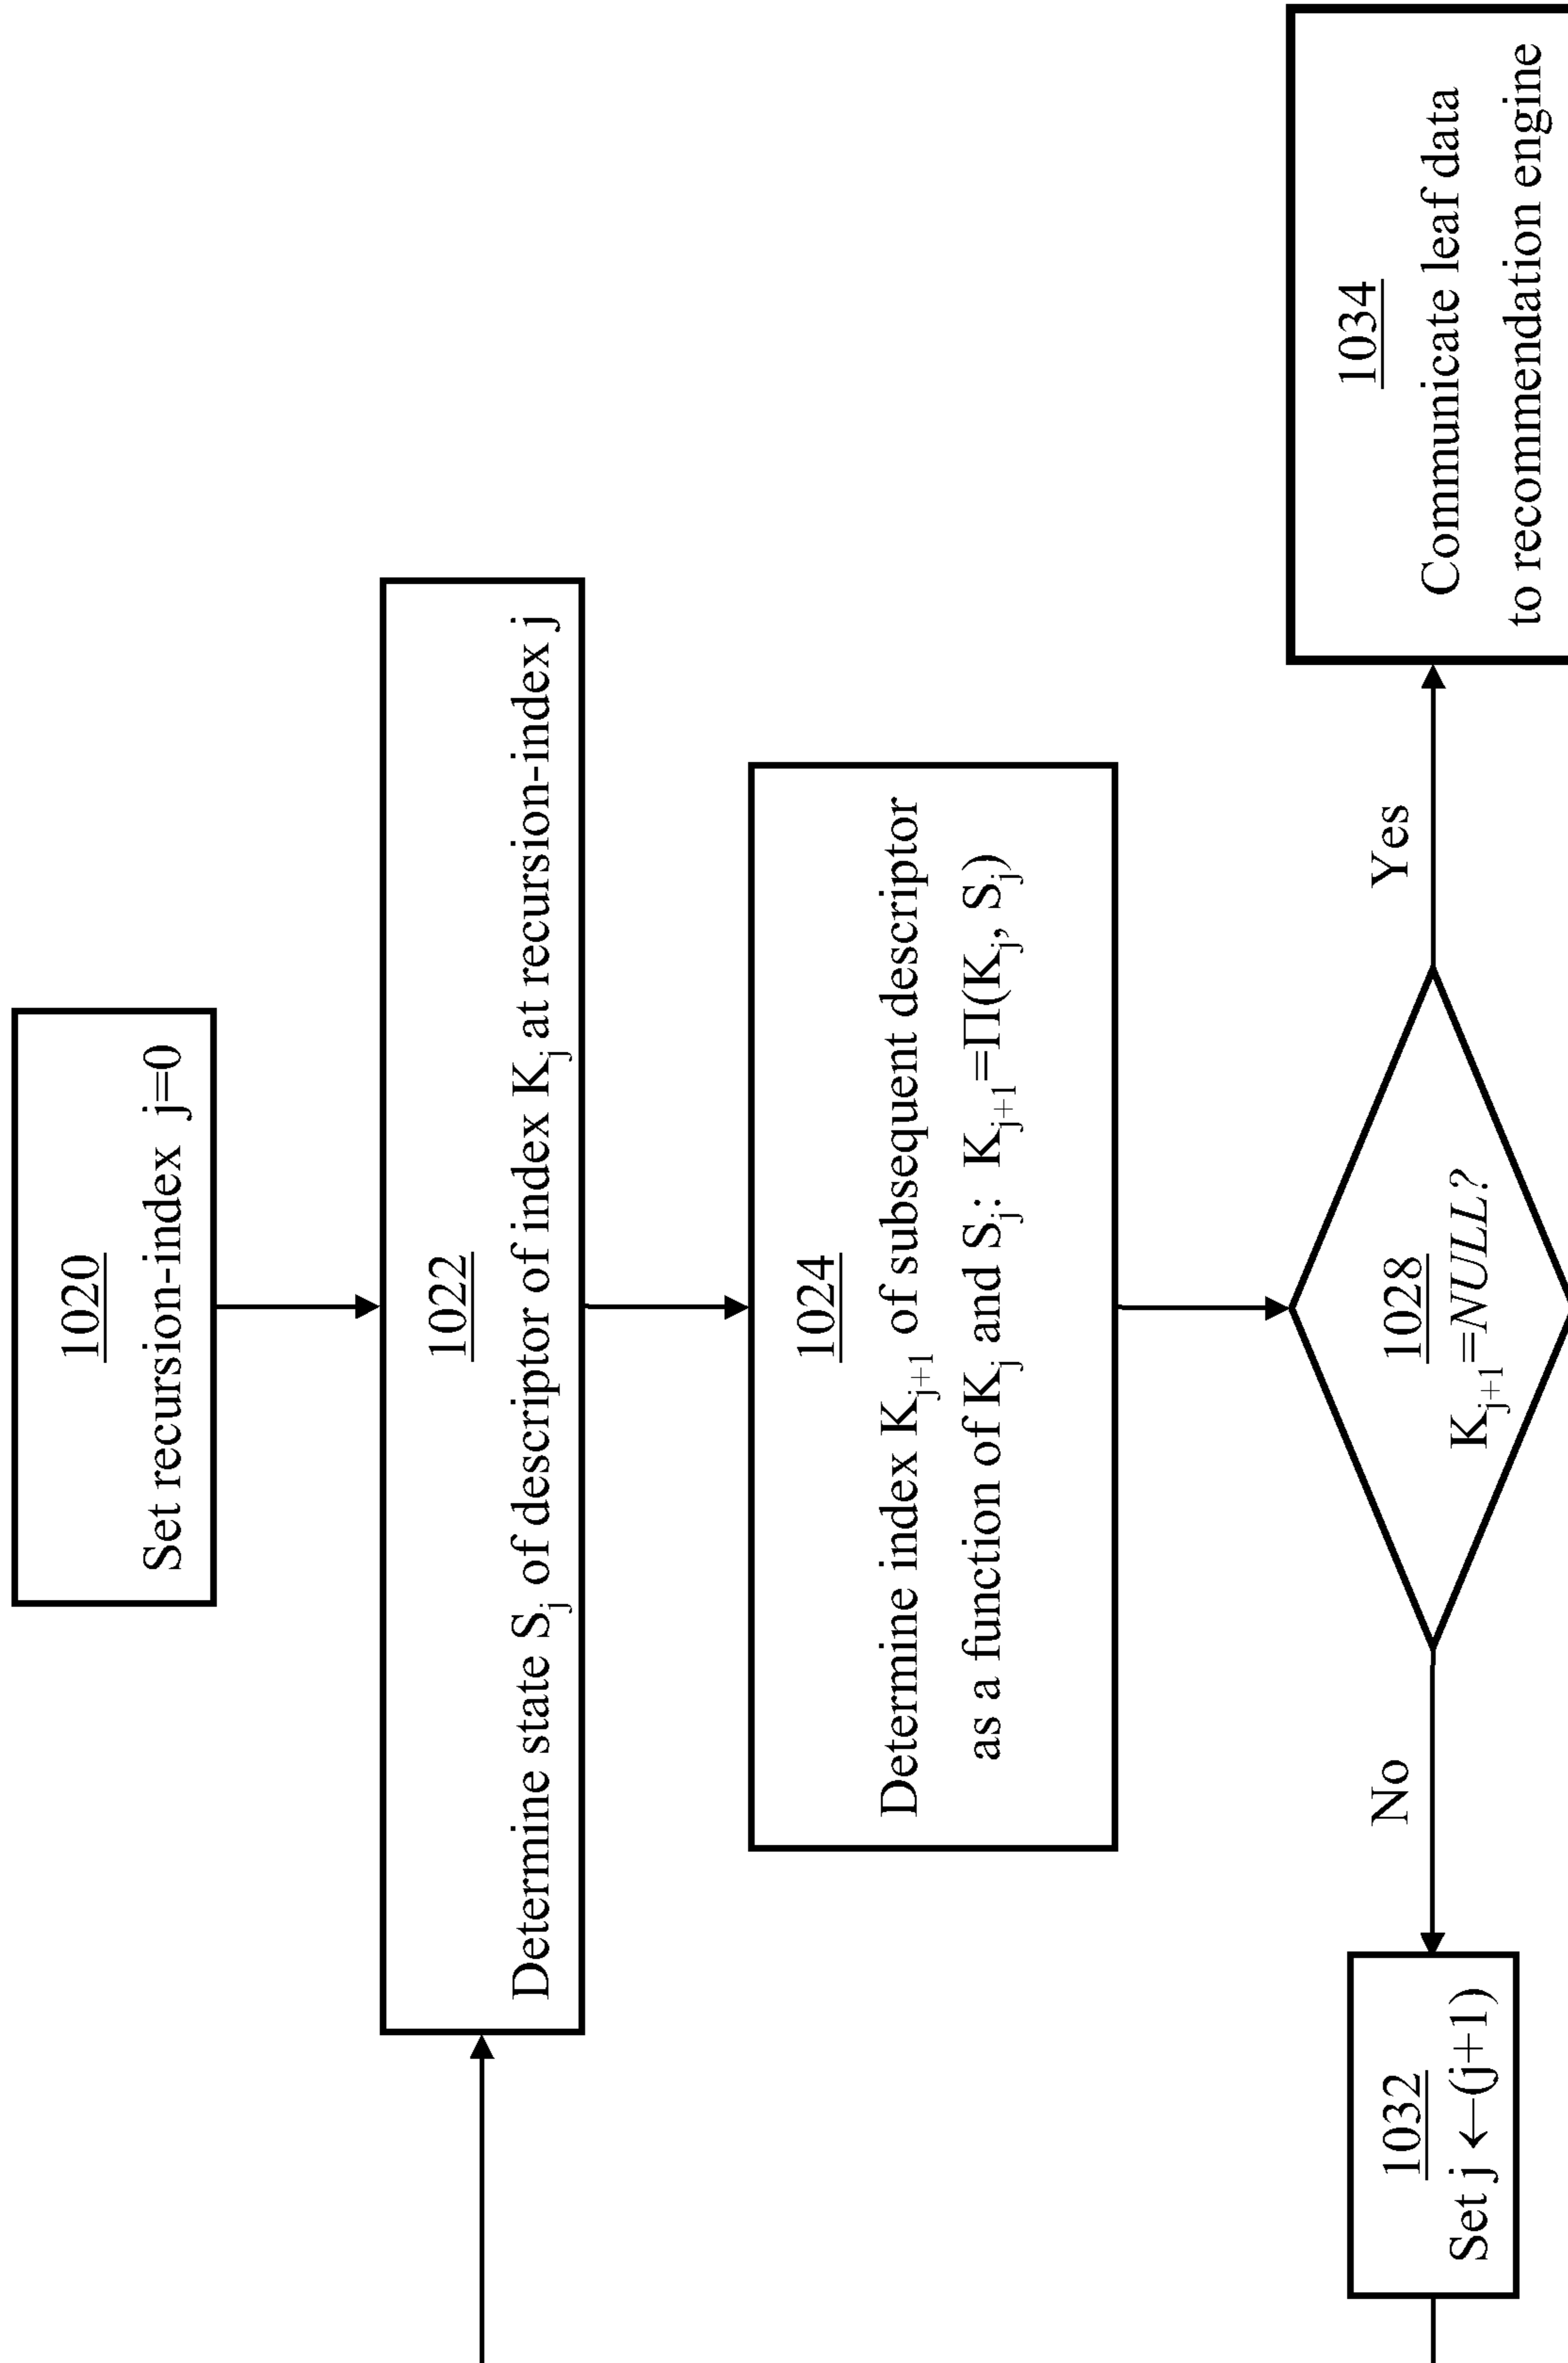 1020
Set recursion-index j=0
1022
Determine state Sj of descriptor of index Kj at recursion-index j
1024
Determine index Kj+1 of subsequent descriptor
as a function of Kj and Sj: Kj+1=Π(Kj, Sj)
1028
Kj+1=NULL?
No
Yes
1032
Set j ←(j+1)
1034
Communicate leaf data
to recommendation engine